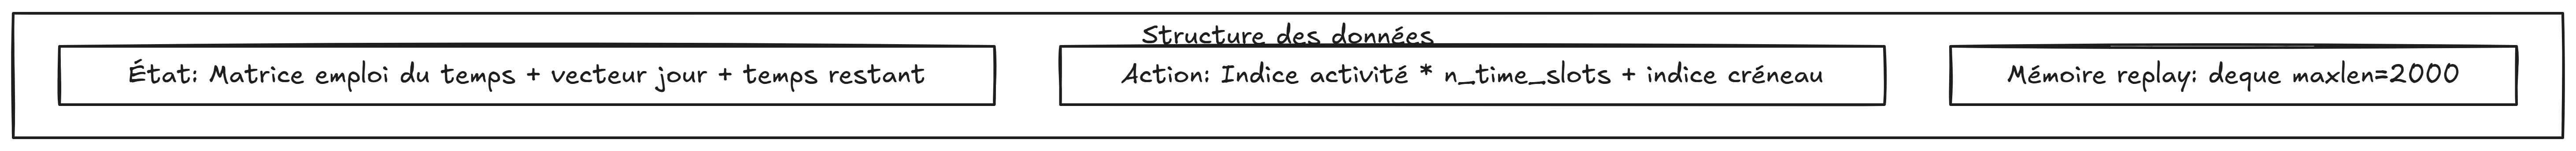 Structure des données
État: Matrice emploi du temps + vecteur jour + temps restant
Action: Indice activité * n_time_slots + indice créneau
Mémoire replay: deque maxlen=2000